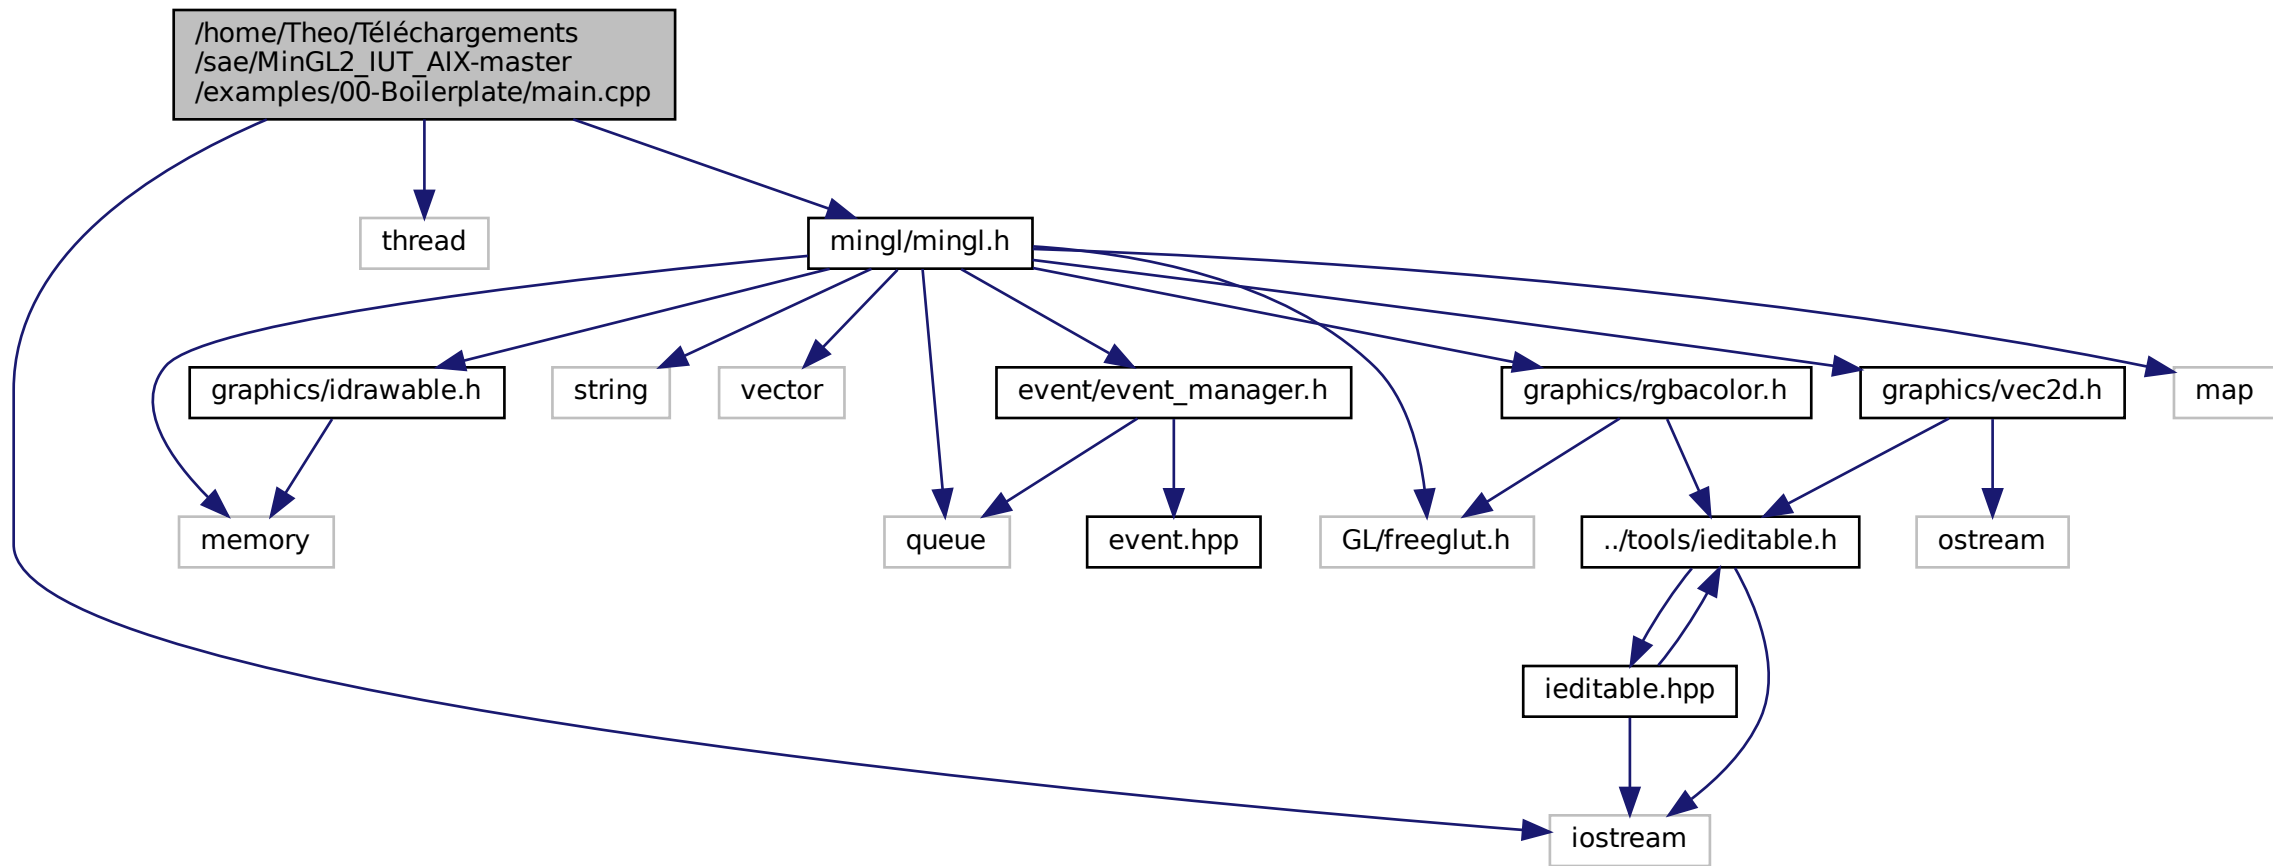 /home/Theo/Téléchargements
/sae/MinGL2_IUT_AIX-master
/examples/00-Boilerplate/main.cpp
thread
mingl/mingl.h
graphics/idrawable.h
string
vector
event/event_manager.h
graphics/rgbacolor.h
graphics/vec2d.h
map
memory
queue
event.hpp
GL/freeglut.h
../tools/ieditable.h
ostream
ieditable.hpp
iostream